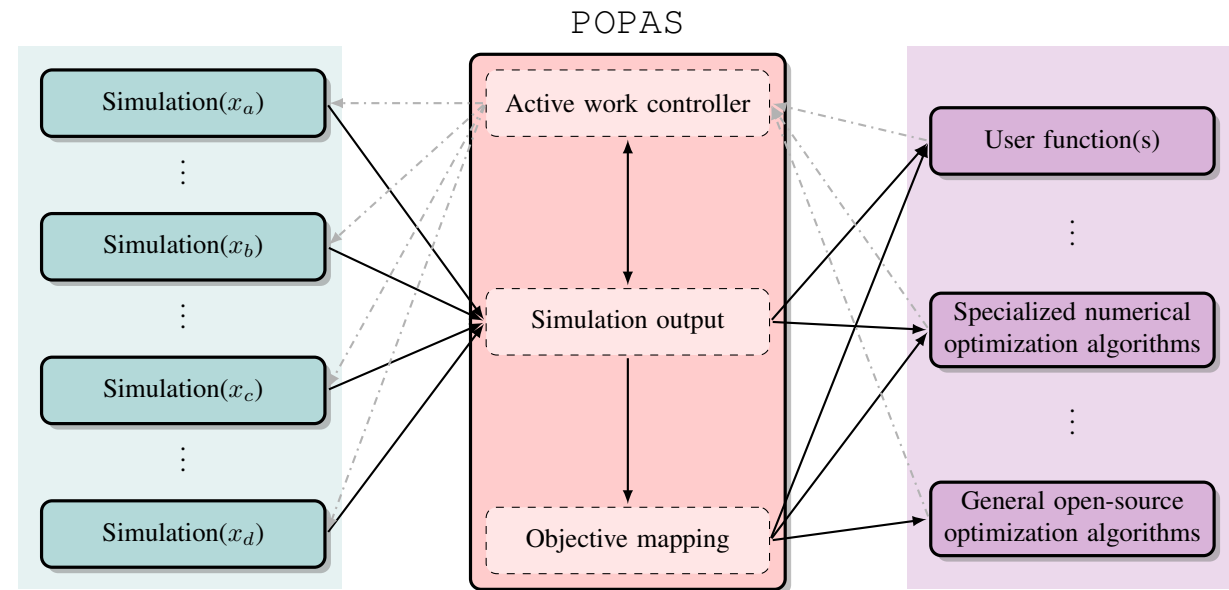 POPAS
Simulation(x_a)
⋮
Simulation(x_b)
⋮
Simulation(x_c)
⋮
Simulation(x_d)
Active work controller
Simulation output
Objective mapping
User function(s)
⋮
Specialized numerical
optimization algorithms
⋮
General open-source
optimization algorithms